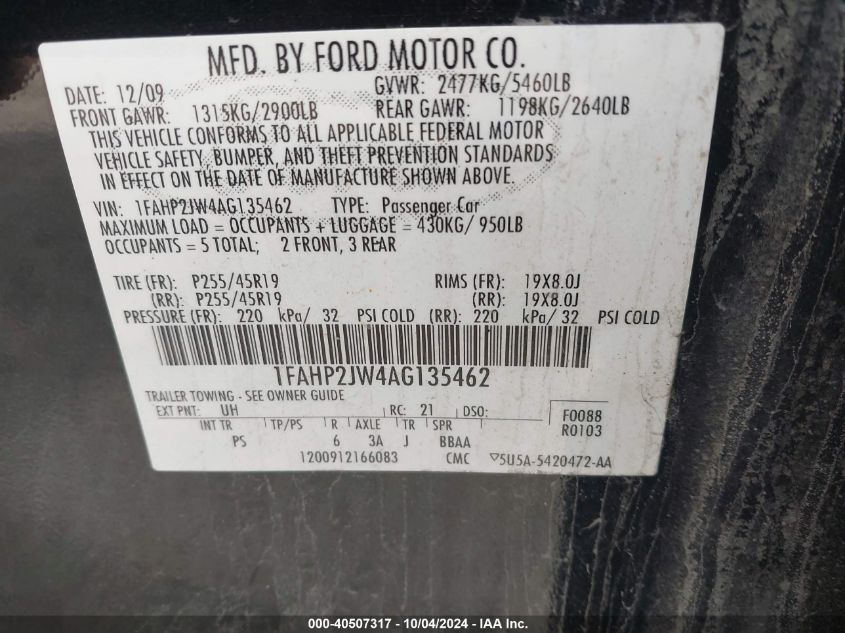 MFD. BY FORD MOTOR CO.
DATE: 12/09 GVWR: 2477KG/5460LB
FRONT GAWR: 1315KG/2900LB REAR GAWR: 1198KG/2640LB
THIS VEHICLE CONFORMS TO ALL APPLICABLE FEDERAL MOTOR
VEHICLE SAFETY, BUMPER, AND THEFT PREVENTION STANDARDS
IN EFFECT ON THE DATE OF MANUFACTURE SHOWN ABOVE.
VIN: 1FAHP2JW4AG135462 TYPE: Passenger Car
MAXIMUM LOAD = OCCUPANTS + LUGGAGE = 430KG/ 950LB
OCCUPANTS = 5 TOTAL; 2 FRONT, 3 REAR
TIRE (FR): P255/45R19 RIMS (FR): 19X8.0J
(RR): P255/45R19 (RR): 19X8.0J
PRESSURE (FR): 220 kPa/ 32 PSI COLD (RR): 220 kPa/ 32 PSI COLD
1FAHP2JW4AG135462
TRAILER TOWING - SEE OWNER GUIDE
EXT PNT: UH RC: 21 DSO: F0088
INT TR TP/PS R AXLE TR SPR R0103
PS 6 3A J BBAA
1200912166083 CMC ▽5U5A-5420472-AA
000-40507317 - 10/04/2024 - IAA Inc.